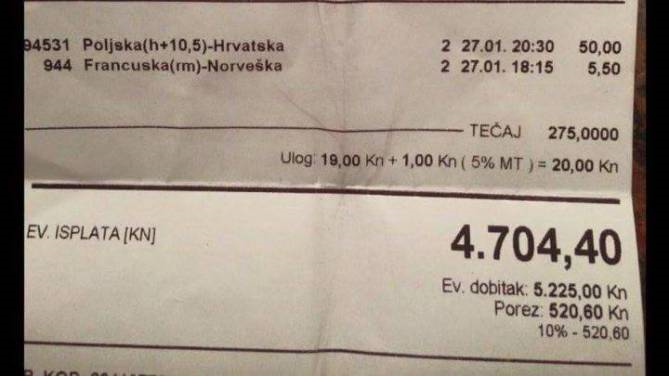 94531 Poljska(h+10,5)-Hrvatska 2 27.01. 20:30 50,00
944 Francuska(rm)-Norveška 2 27.01. 18:15 5,50
TEČAJ 275,0000
Ulog: 19,00 Kn + 1,00 Kn ( 5% MT ) = 20,00 Kn
EV. ISPLATA [KN] 4.704,40
Ev. dobitak: 5.225,00 Kn
Porez: 520,60 Kn
10% - 520,60